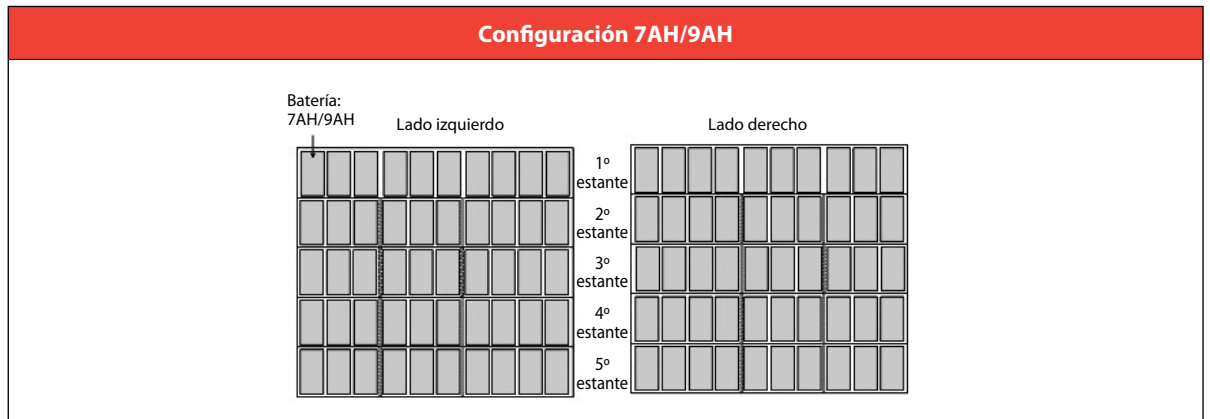 Configuración 7AH/9AH
Batería:
7AH/9AH
Lado izquierdo
Lado derecho
1º
estante
2º
estante
3º
estante
4º
estante
5º
estante